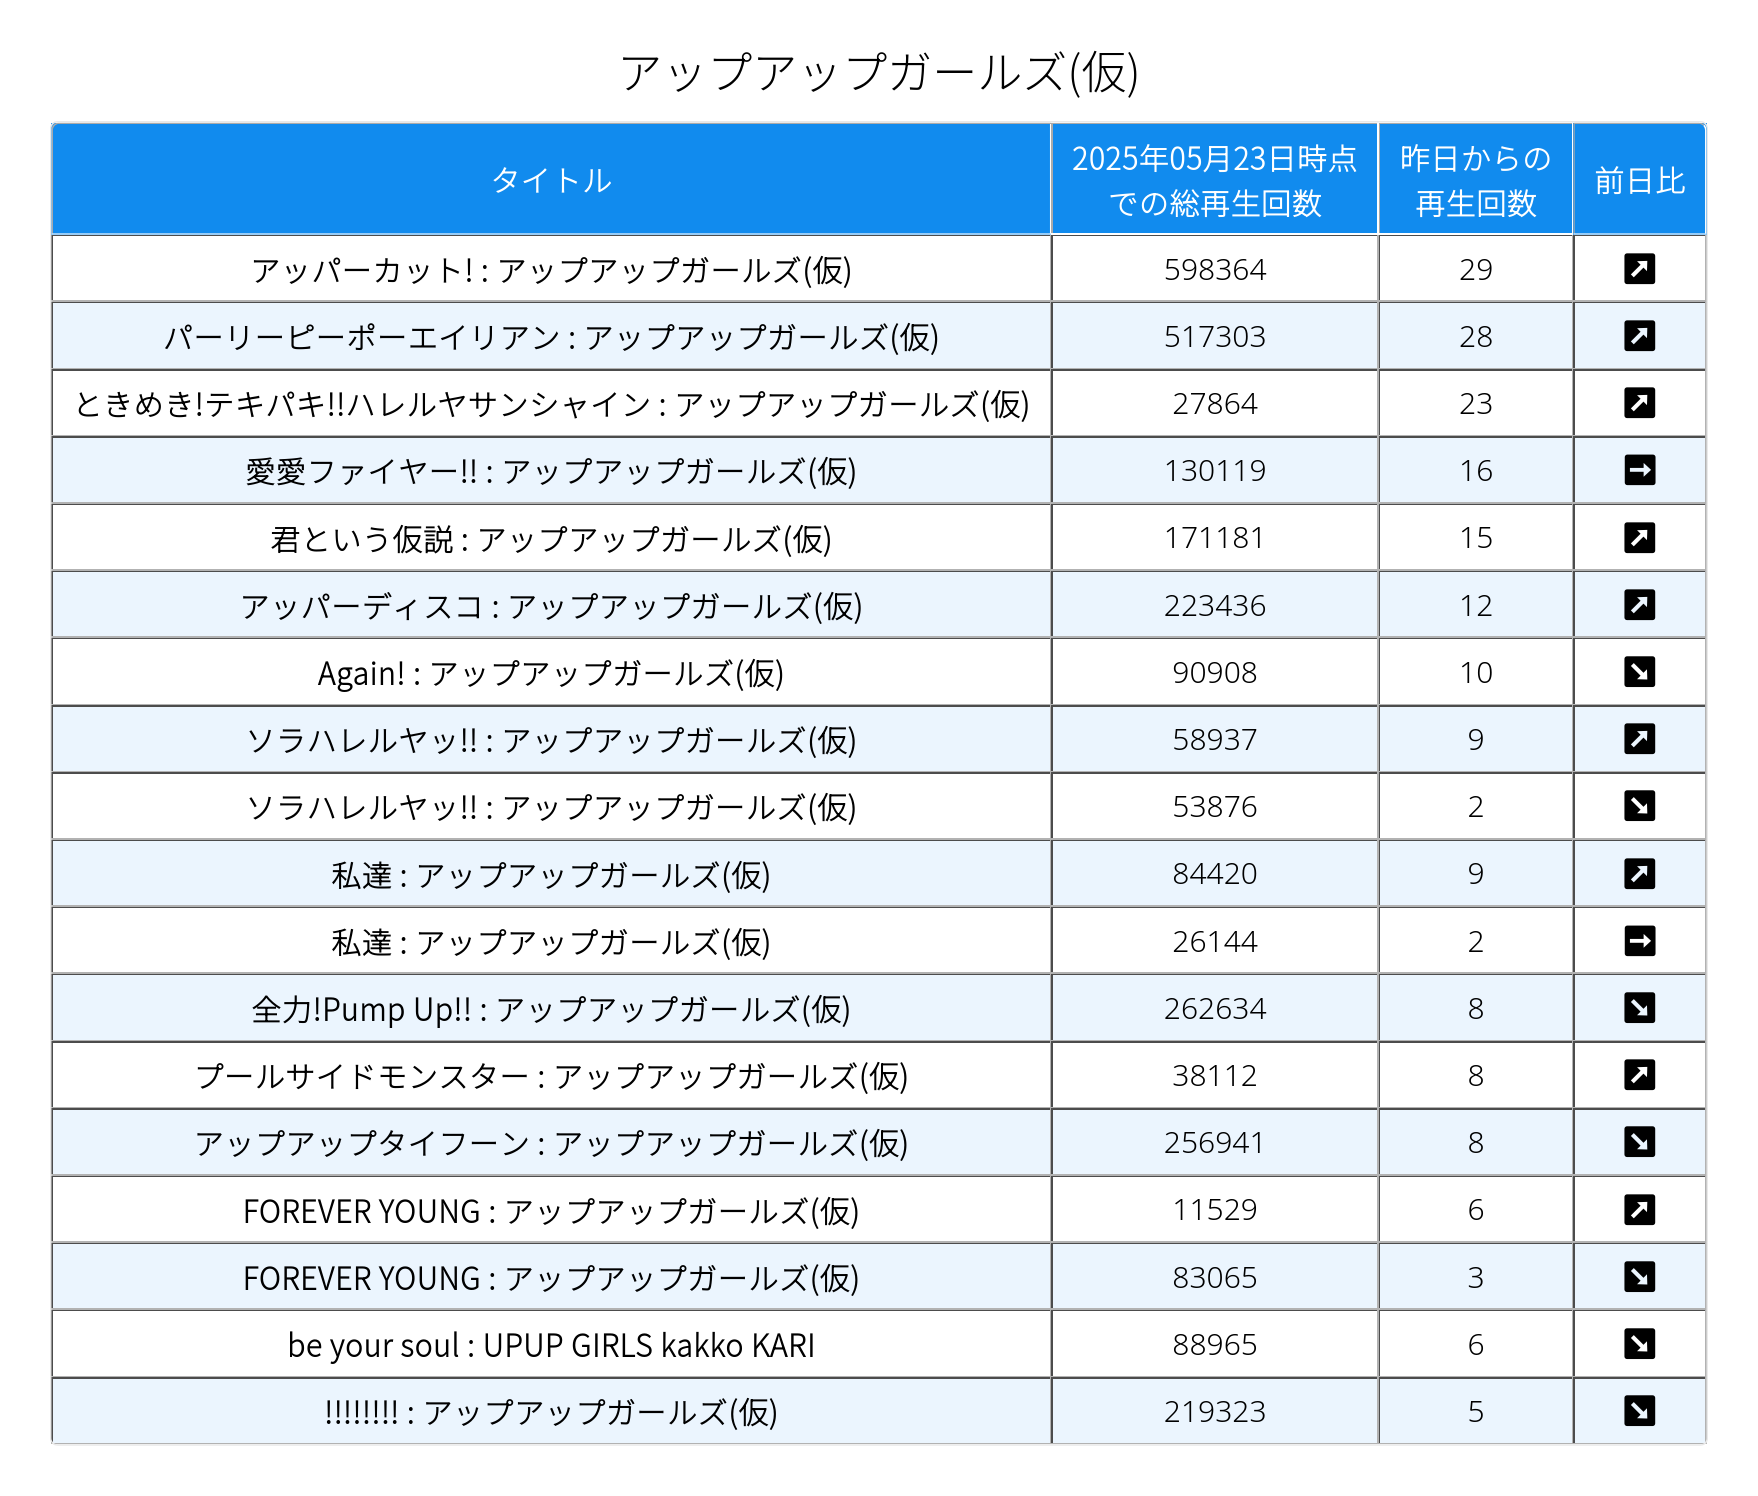 アップアップガールズ(仮)
タイトル
2025年05月23日時点
での総再生回数
昨日からの
再生回数
前日比
アッパーカット! : アップアップガールズ(仮) 598364 29
パーリーピーポーエイリアン : アップアップガールズ(仮) 517303 28
ときめき!テキパキ!!ハレルヤサンシャイン : アップアップガールズ(仮) 27864 23
愛愛ファイヤー!! : アップアップガールズ(仮) 130119 16
君という仮説 : アップアップガールズ(仮) 171181 15
アッパーディスコ : アップアップガールズ(仮) 223436 12
Again! : アップアップガールズ(仮) 90908 10
ソラハレルヤッ!! : アップアップガールズ(仮) 58937 9
ソラハレルヤッ!! : アップアップガールズ(仮) 53876 2
私達 : アップアップガールズ(仮) 84420 9
私達 : アップアップガールズ(仮) 26144 2
全力!Pump Up!! : アップアップガールズ(仮) 262634 8
プールサイドモンスター : アップアップガールズ(仮) 38112 8
アップアップタイフーン : アップアップガールズ(仮) 256941 8
FOREVER YOUNG : アップアップガールズ(仮) 11529 6
FOREVER YOUNG : アップアップガールズ(仮) 83065 3
be your soul : UPUP GIRLS kakko KARI 88965 6
!!!!!!!! : アップアップガールズ(仮) 219323 5